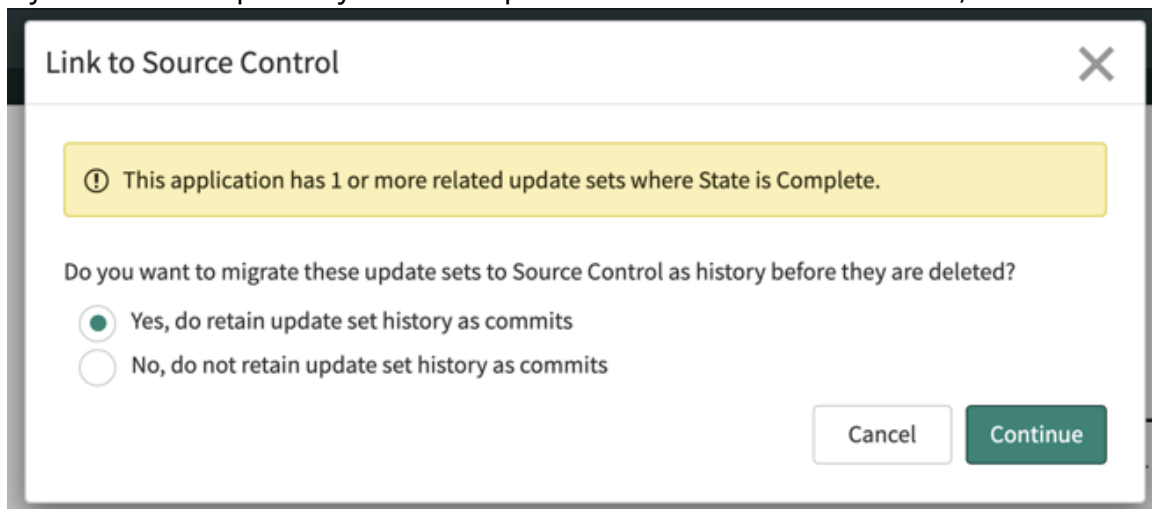 Link to Source Control
This application has 1 or more related update sets where State is Complete.
Do you want to migrate these update sets to Source Control as history before they are deleted?
Yes, do retain update set history as commits
No, do not retain update set history as commits
Cancel
Continue